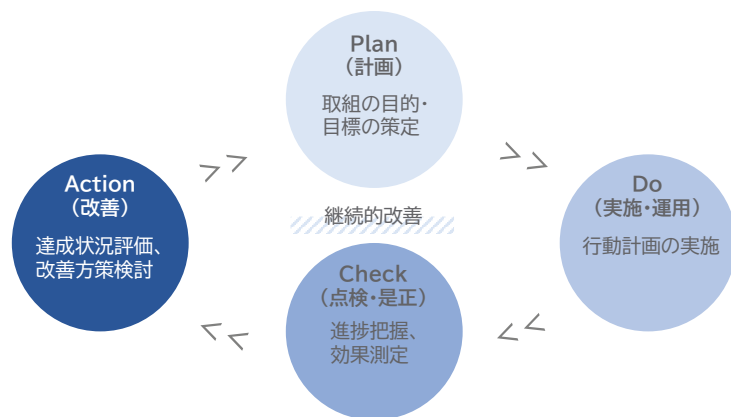 Plan
（計画）
取組の目的・
目標の策定
Do
（実施・運用）
行動計画の実施
Check
（点検・是正）
進捗把握、
効果測定
Action
（改善）
達成状況評価、
改善方策検討
継続的改善